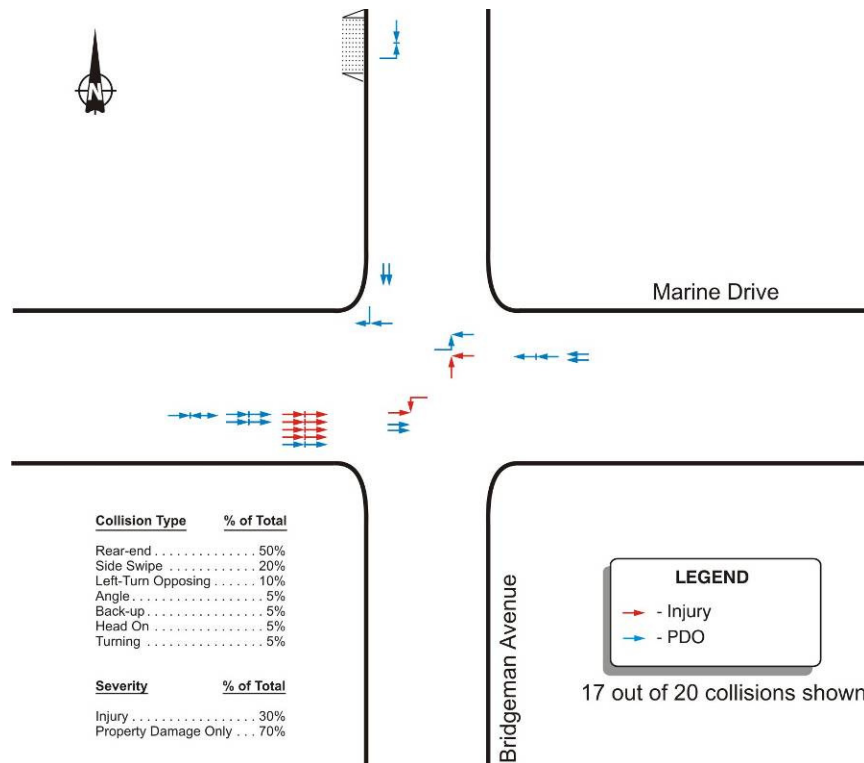 N
Marine Drive
Collision Type % of Total
Rear-end . . . . . . . . . . . . . . 50%
Side Swipe . . . . . . . . . . . . 20%
Left-Turn Opposing . . . . . . 10%
Angle . . . . . . . . . . . . . . . . . 5%
Back-up . . . . . . . . . . . . . . . 5%
Head On . . . . . . . . . . . . . . 5%
Turning . . . . . . . . . . . . . . . . 5%
Severity % of Total
Injury . . . . . . . . . . . . . . . . . 30%
Property Damage Only . . . 70%
Bridgeman Avenue
LEGEND
- Injury
- PDO
17 out of 20 collisions shown